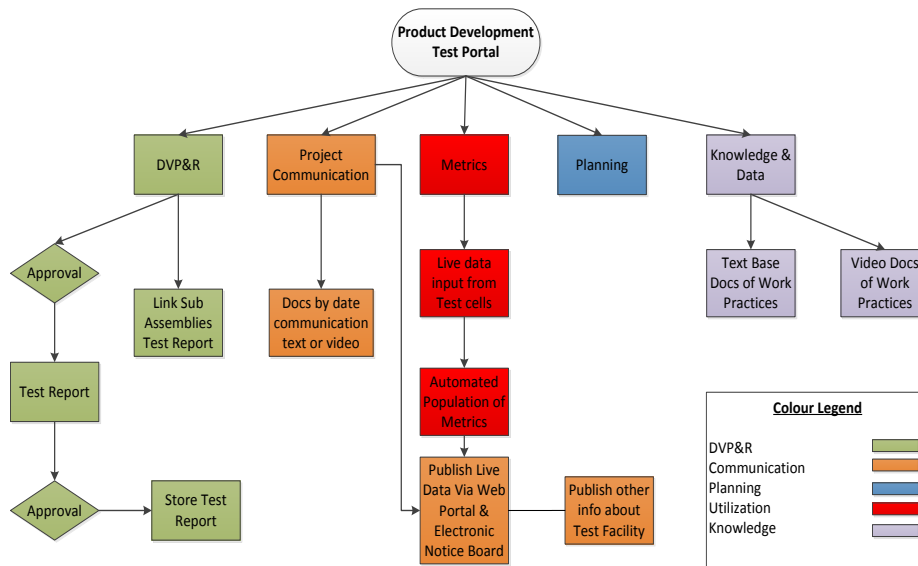 Product Development
Test Portal
DVP&R
Project
Communication
Metrics
Planning
Knowledge &
Data
Approval
Link Sub
Assemblies
Test Report
Docs by date
communication
text or video
Live data
input from
Test cells
Text Base
Docs of Work
Practices
Video Docs
of Work
Practices
Test Report
Automated
Population of
Metrics
Approval
Store Test
Report
Publish Live
Data Via Web
Portal &
Electronic
Notice Board
Publish other
info about
Test Facility
Colour Legend
DVP&R
Communication
Planning
Utilization
Knowledge